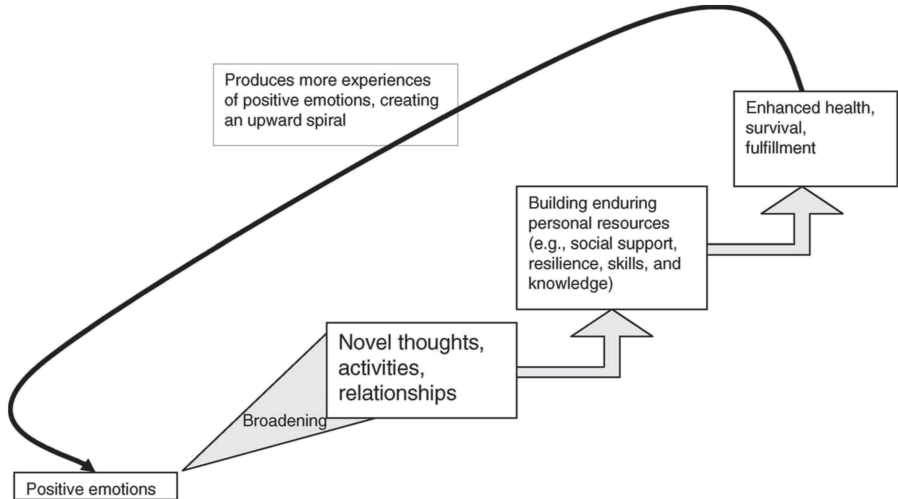 Produces more experiences
of positive emotions, creating
an upward spiral
Enhanced health,
survival,
fulfillment
Building enduring
personal resources
(e.g., social support,
resilience, skills, and
knowledge)
Novel thoughts,
activities,
relationships
Broadening
Positive emotions